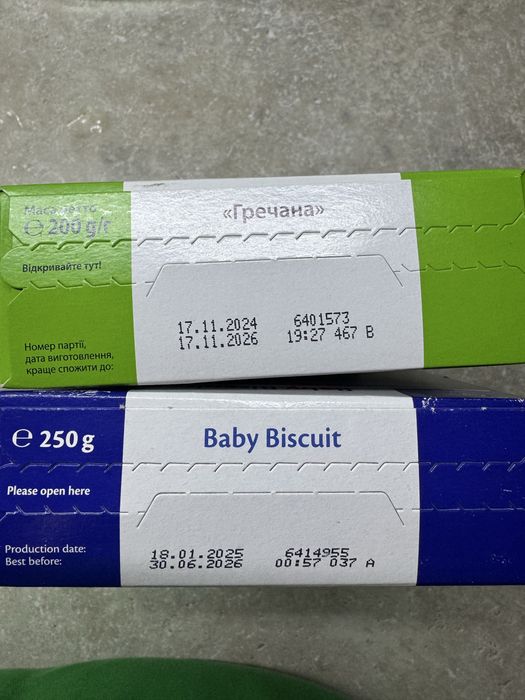 Маса нетто
«Гречана»
℮ 200 g/г
Відкривайте тут!
17.11.2024 6401573
17.11.2026 19:27 467 B
Номер партії,
дата виготовлення,
краще спожити до:
℮ 250 g
Baby Biscuit
Please open here
Production date: 18.01.2025 6414955
Best before: 30.06.2026 00:57 037 A